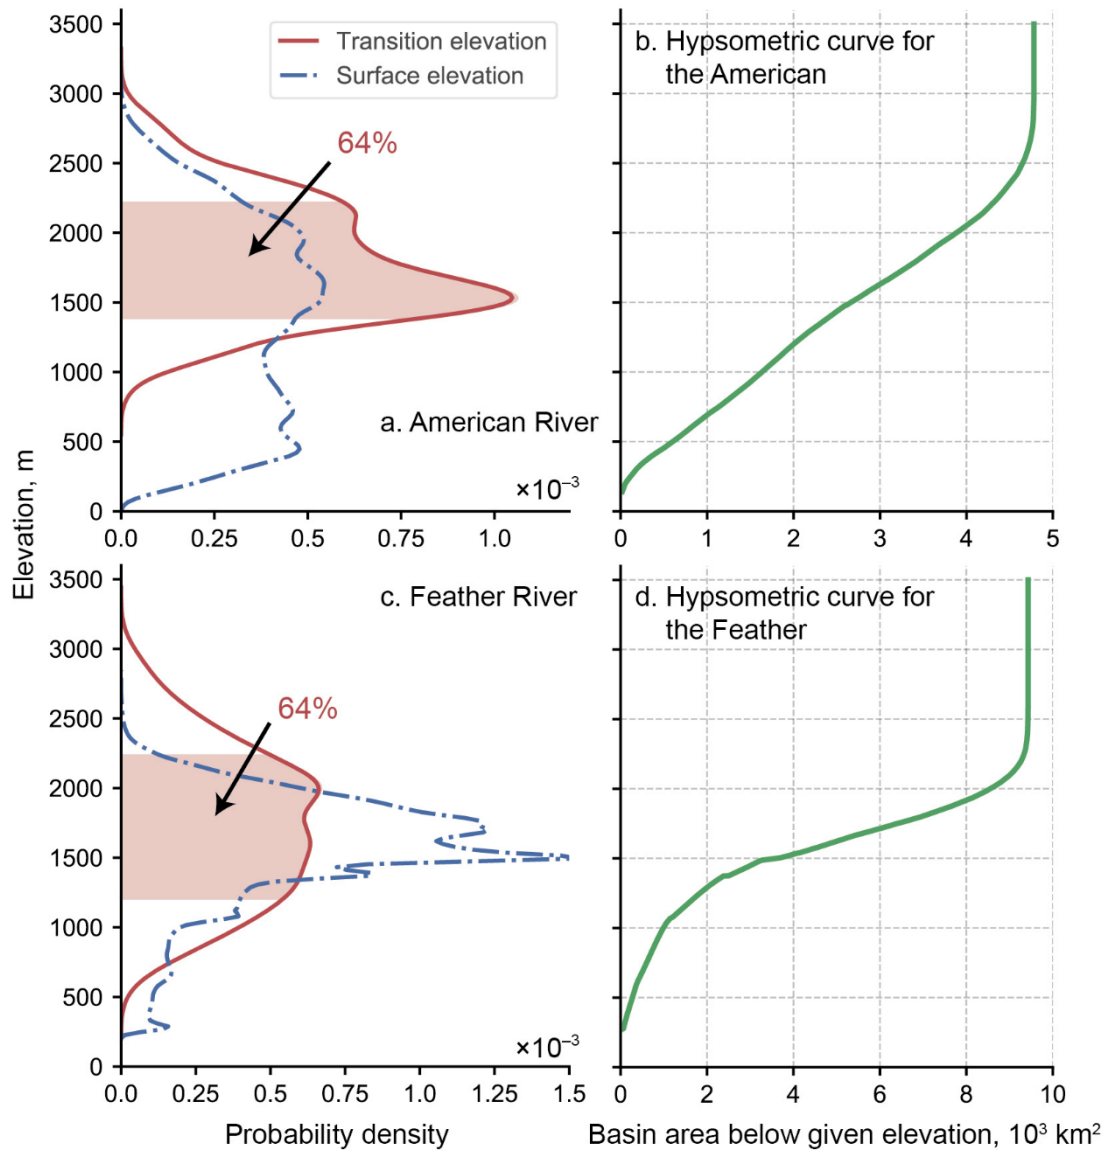 3500
3000
2500
2000
1500
1000
500
0
Transition elevation
Surface elevation
64%
a. American River
×10⁻³
0.0 0.25 0.5 0.75 1.0
b. Hypsometric curve for
the American
0 1 2 3 4 5
Elevation, m
3500
3000
2500
2000
1500
1000
500
0
c. Feather River
64%
×10⁻³
0.0 0.25 0.5 0.75 1.0 1.25 1.5
Probability density
d. Hypsometric curve for
the Feather
0 2 4 6 8 10
Basin area below given elevation, 10³ km²